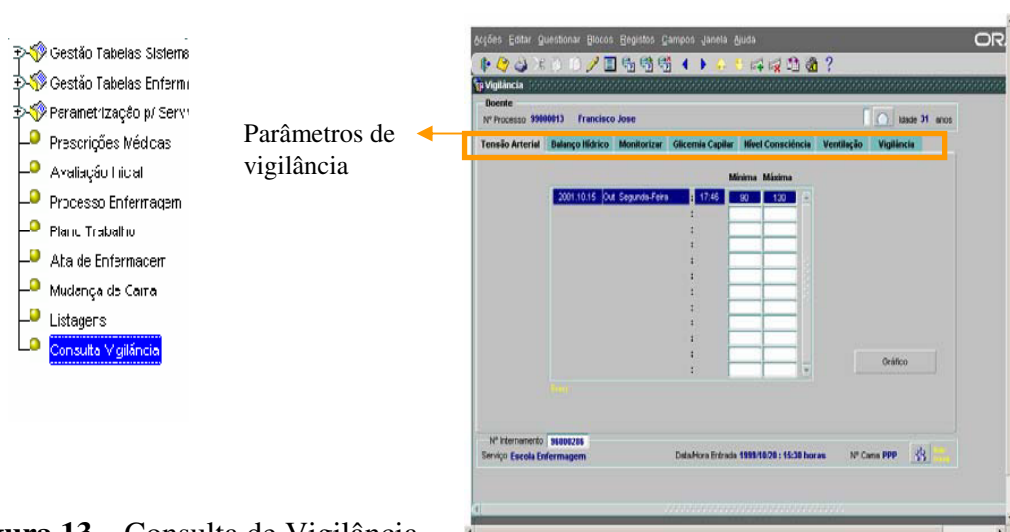 Gestão Tabelas Sistema
Gestão Tabelas Enferm
Parametrização p/ Serv
Prescrições Médicas
Avaliação Inicial
Processo Enfermagem
Plano Trabalho
Alta de Enfermagem
Mudança de Cama
Listagens
Consulta Vigilância
Parâmetros de
vigilância
Acções Editar Questionar Blocos Registos Campos Janela Ajuda
OR
Vigilância
Doente
Nº Processo 99000013 Francisco Jose Idade 31 anos
Tensão Arterial Balanço Hídrico Monitorizar Glicemia Capilar Nível Consciência Ventilação Vigilância
Mínima Máxima
2001.10.15 Out Segunda-Feira : 17:46 90 130
:
:
:
:
:
:
:
:
:
:
:
Gráfico
Nº Internamento 96000286
Serviço Escola Enfermagem Data/Hora Entrada 1999/10/20 : 15:30 horas Nº Cama PPP
ura 13 Consulta de Vigilância